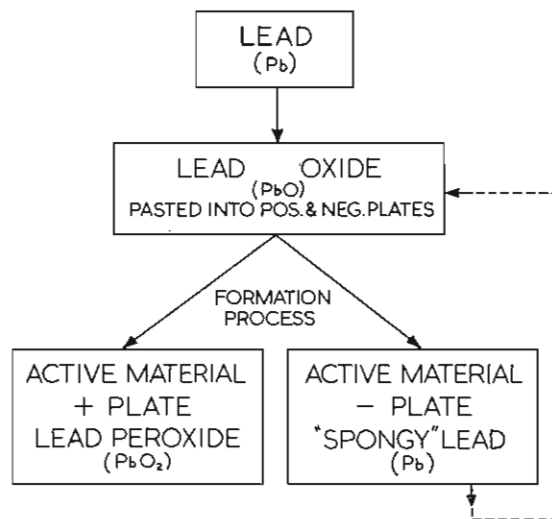 LEAD
(Pb)
LEAD OXIDE
(PbO)
PASTED INTO POS. & NEG. PLATES
FORMATION
PROCESS
ACTIVE MATERIAL
+ PLATE
LEAD PEROXIDE
(PbO₂)
ACTIVE MATERIAL
− PLATE
"SPONGY" LEAD
(Pb)